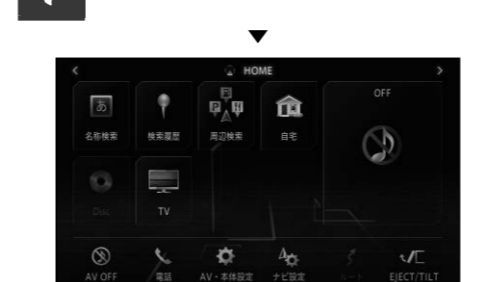 HOME
OFF
あ
P
名称検索
検索履歴
周辺検索
自宅
Disc
TV
AV OFF
電話
AV・本体設定
ナビ設定
ルート
EJECT/TILT